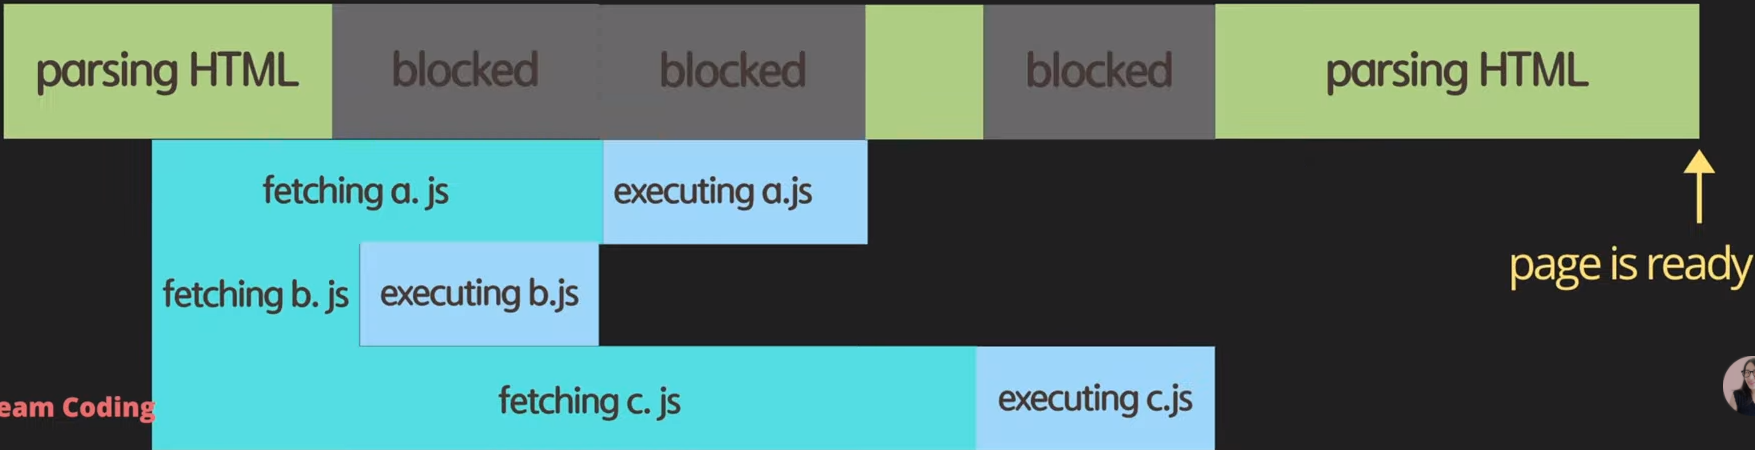 parsing HTML
blocked
blocked
blocked
parsing HTML
fetching a. js
executing a.js
page is ready
fetching b. js
executing b.js
fetching c. js
executing c.js
eam Coding